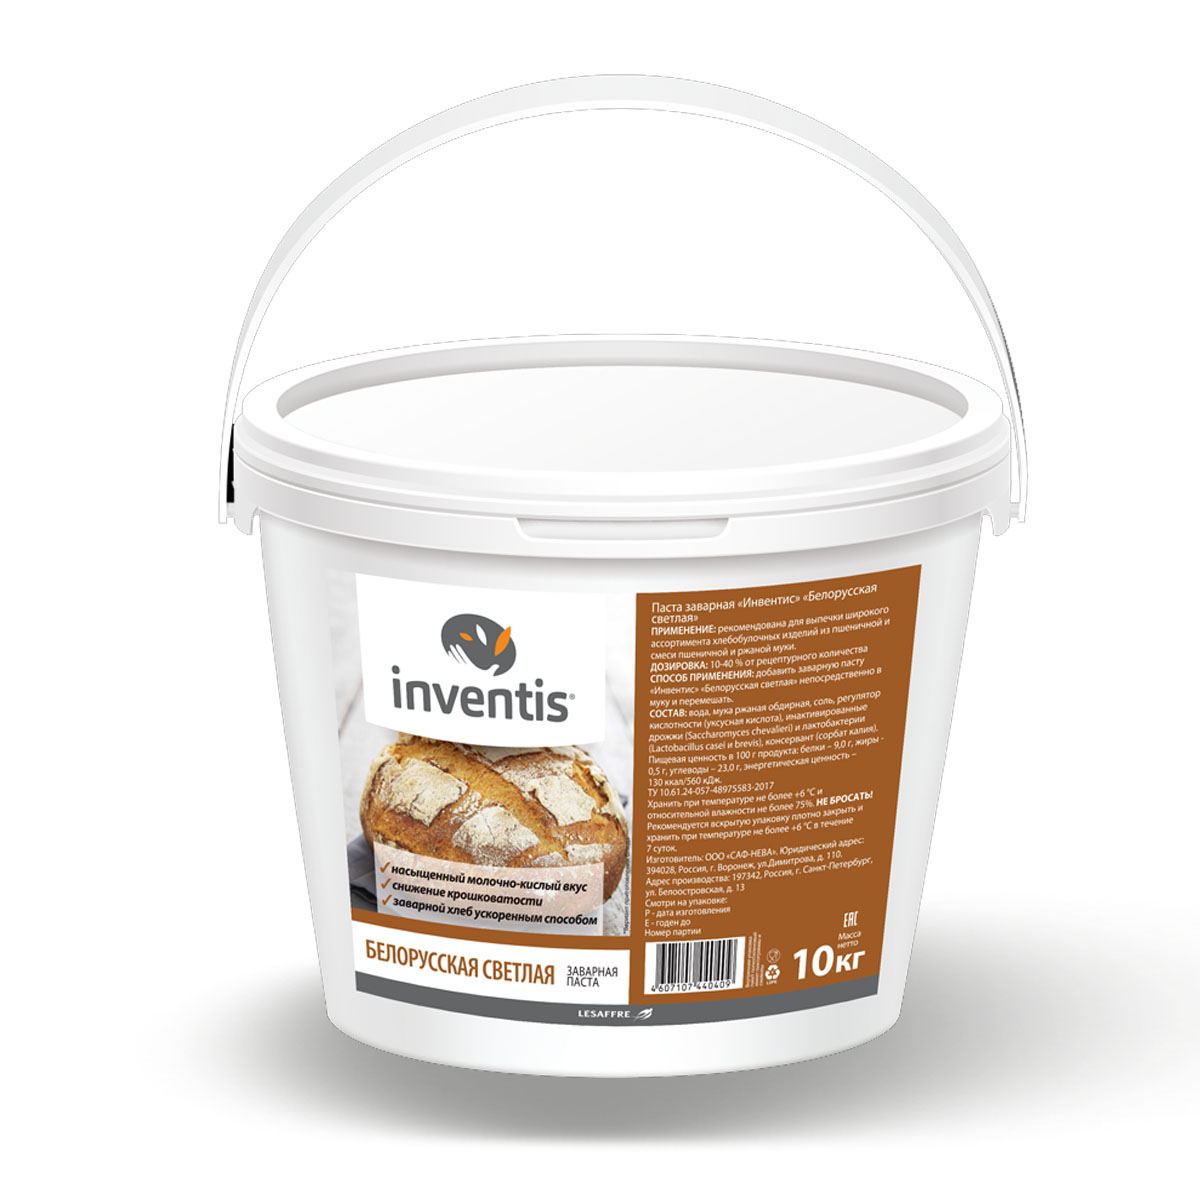 inventis®
насыщенный молочно-кислый вкус
снижение крошковатости
заварной хлеб ускоренным способом
БЕЛОРУССКАЯ СВЕТЛАЯ
ЗАВАРНАЯ
ПАСТА
Паста заварная «Инвентис» «Белорусская
светлая»
ПРИМЕНЕНИЕ: рекомендована для выпечки широкого
ассортимента хлебобулочных изделий из пшеничной и
смеси пшеничной и ржаной муки.
ДОЗИРОВКА: 10-40 % от рецептурного количества
СПОСОБ ПРИМЕНЕНИЯ: добавить заварную пасту
«Инвентис» «Белорусская светлая» непосредственно в
муку и перемешать.
СОСТАВ: вода, мука ржаная обдирная, соль, регулятор
кислотности (уксусная кислота), инактивированные
дрожжи (Saccharomyces chevalieri) и лактобактерии
(Lactobacillus casei и brevis), консервант (сорбат калия).
Пищевая ценность в 100 г продукта: белки – 9,0 г, жиры -
0,5 г, углеводы – 23,0 г, энергетическая ценность –
130 ккал/560 кДж.
ТУ 10.61.24-057-48975583-2017
Хранить при температуре не более +6 °С и
относительной влажности не более 75%. НЕ БРОСАТЬ!
Рекомендуется вскрытую упаковку плотно закрыть и
хранить при температуре не более +6 °С в течение
7 суток.
Изготовитель: ООО «САФ-НЕВА». Юридический адрес:
394028, Россия, г. Воронеж, ул.Димитрова, д. 110.
Адрес производства: 197342, Россия, г. Санкт-Петербург,
ул. Белоостровская, д. 13
Смотри на упаковке:
P - дата изготовления
E - годен до
Номер партии
4607107440409
EAC
Масса
нетто
10 кг
LESAFFRE